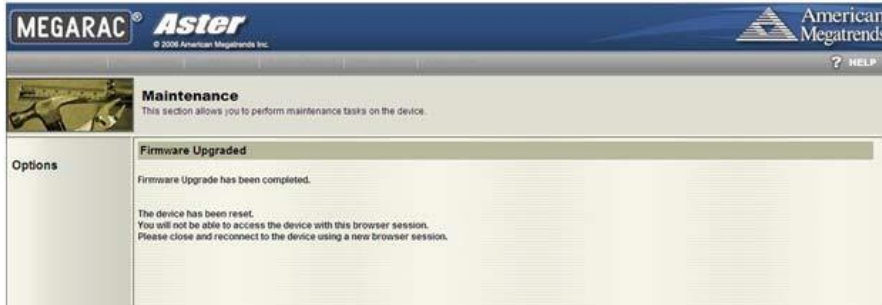 MEGARAC®
Aster
© 2006 American Megatrends Inc.
American
Megatrends
? HELP
Maintenance
This section allows you to perform maintenance tasks on the device.
Options
Firmware Upgraded
Firmware Upgrade has been completed.
The device has been reset.
You will not be able to access the device with this browser session.
Please close and reconnect to the device using a new browser session.